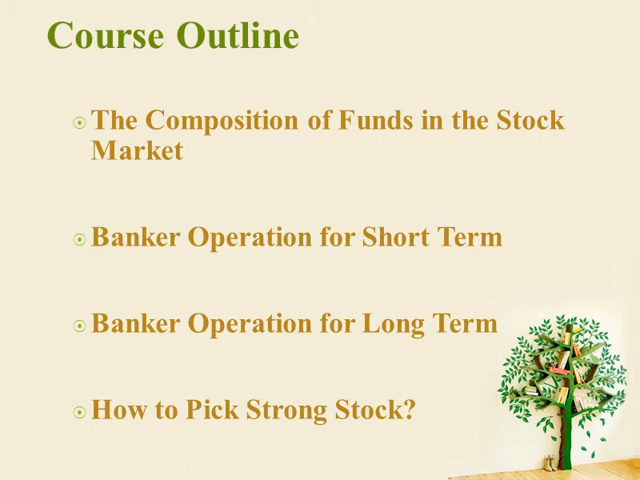 Course Outline
The Composition of Funds in the Stock
Market
Banker Operation for Short Term
Banker Operation for Long Term
How to Pick Strong Stock?